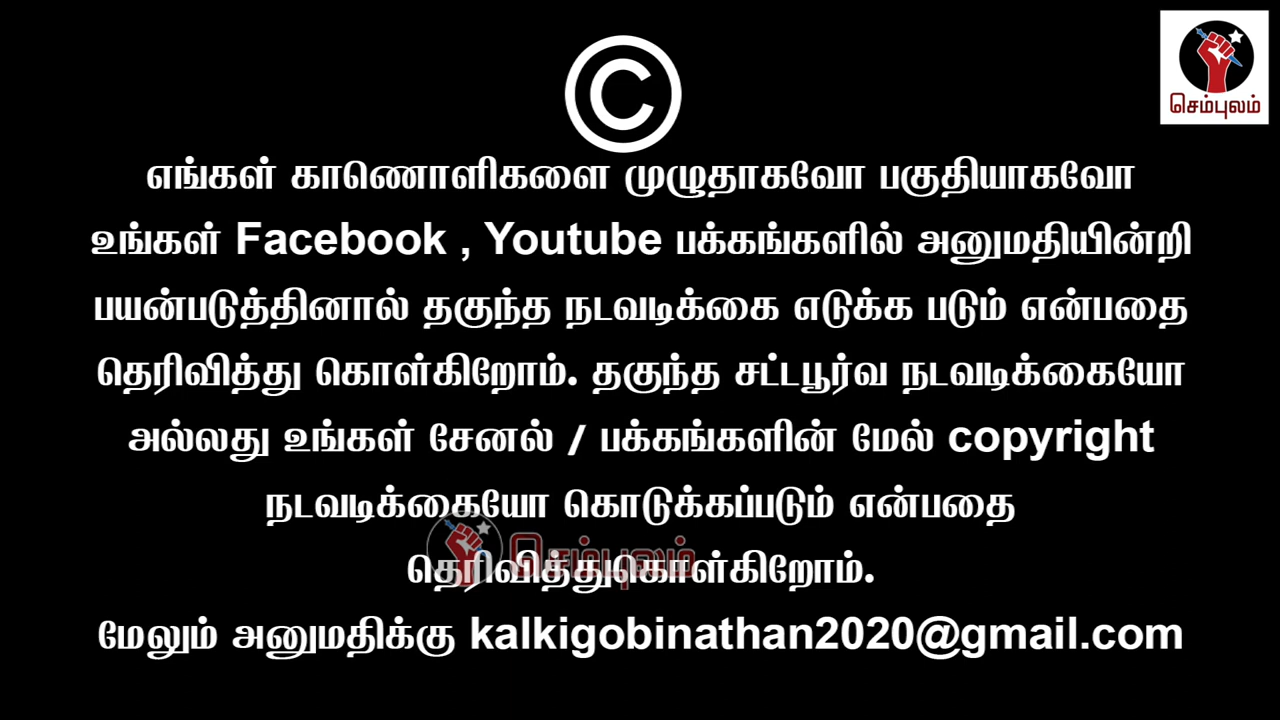 ©
செம்புலம்
எங்கள் காணொளிகளை முழுதாகவோ பகுதியாகவோ
உங்கள் Facebook , Youtube பக்கங்களில் அனுமதியின்றி
பயன்படுத்தினால் தகுந்த நடவடிக்கை எடுக்க படும் என்பதை
தெரிவித்து கொள்கிறோம். தகுந்த சட்டபூர்வ நடவடிக்கையோ
அல்லது உங்கள் சேனல் / பக்கங்களின் மேல் copyright
நடவடிக்கையோ கொடுக்கப்படும் என்பதை
செம்புலம்
தெரிவித்துகொள்கிறோம்.
மேலும் அனுமதிக்கு kalkigobinathan2020@gmail.com